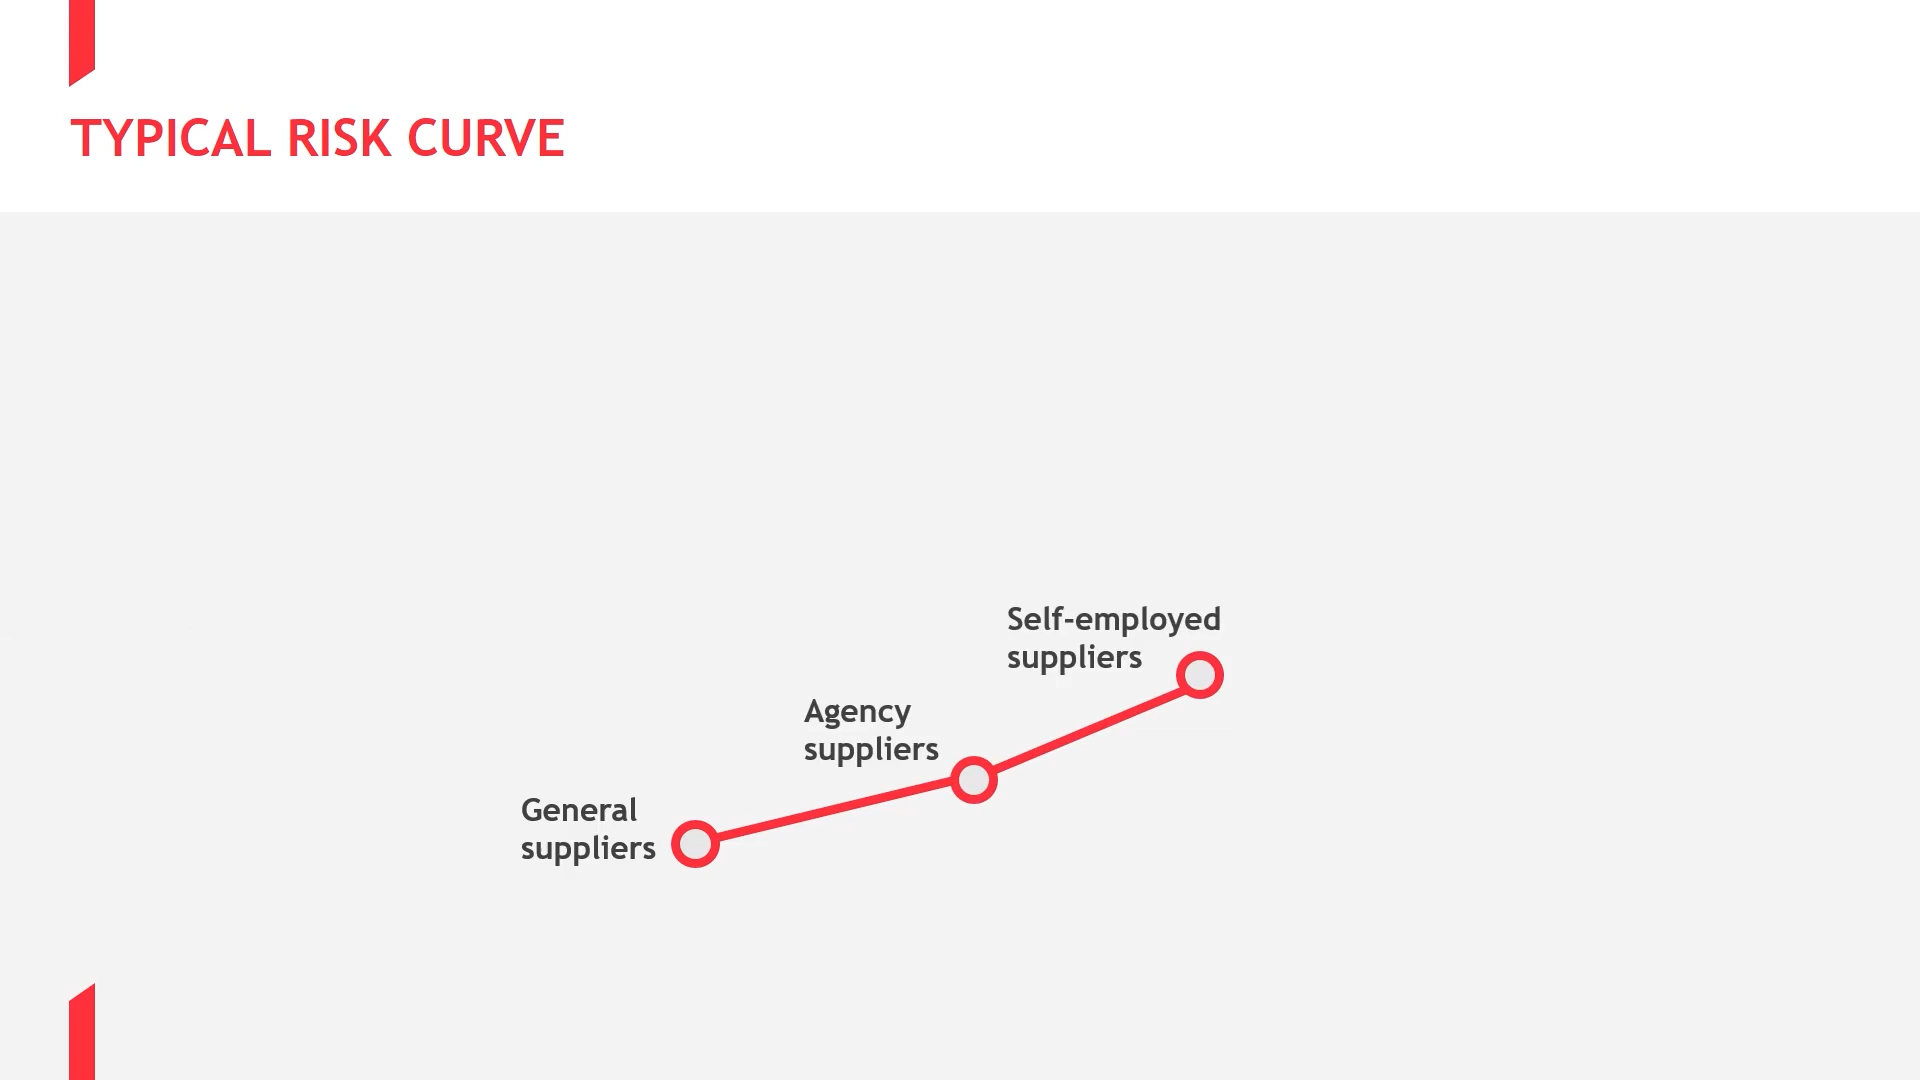 TYPICAL RISK CURVE
Self-employed
suppliers
Agency
suppliers
General
suppliers